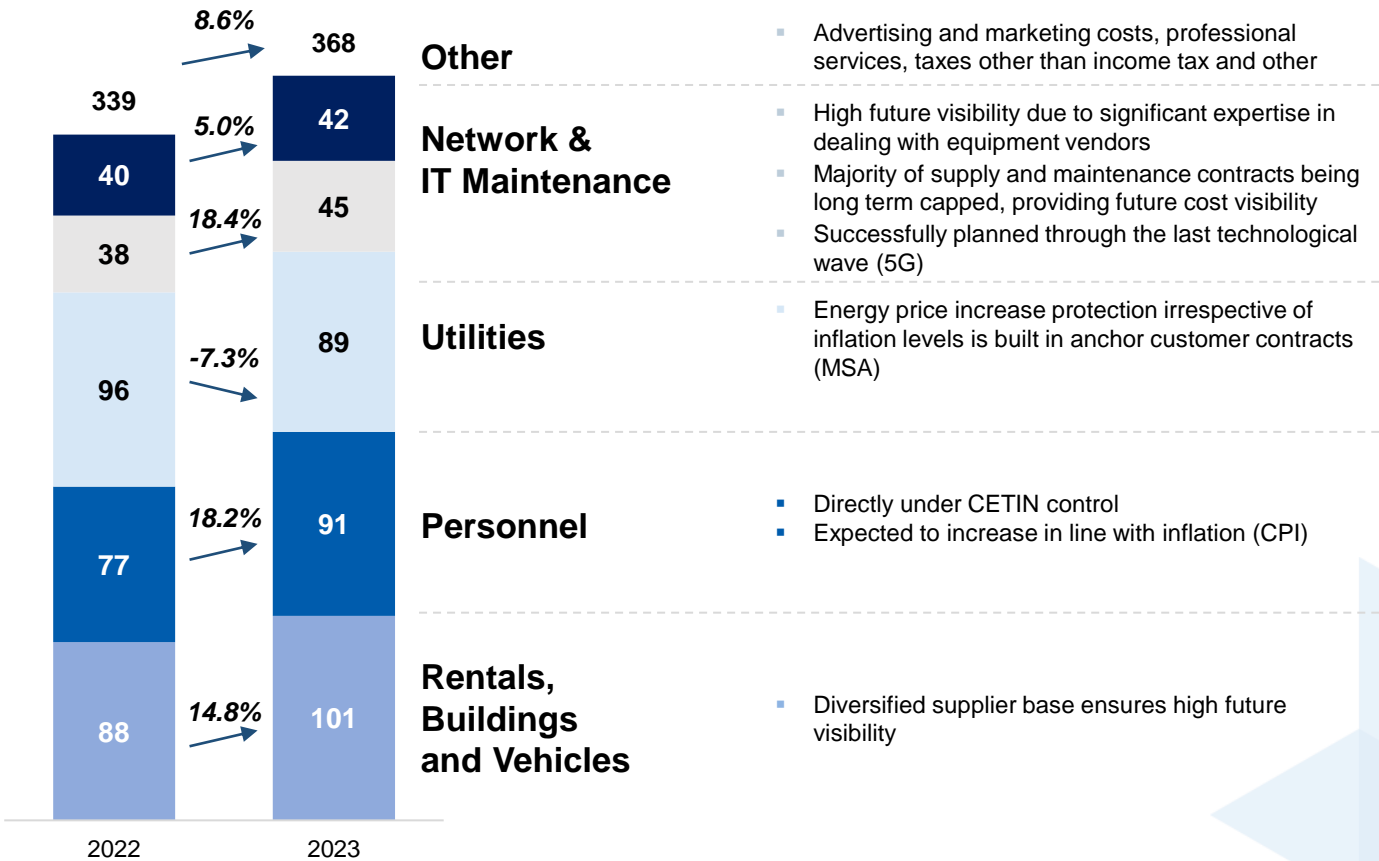 8.6%
368
339
5.0%
42
40
18.4%
45
38
-7.3%
89
96
18.2%
91
77
14.8%
101
88
2022
2023
Other
▪ Advertising and marketing costs, professional
services, taxes other than income tax and other
Network &
IT Maintenance
▪ High future visibility due to significant expertise in
dealing with equipment vendors
▪ Majority of supply and maintenance contracts being
long term capped, providing future cost visibility
▪ Successfully planned through the last technological
wave (5G)
Utilities
▪ Energy price increase protection irrespective of
inflation levels is built in anchor customer contracts
(MSA)
Personnel
▪ Directly under CETIN control
▪ Expected to increase in line with inflation (CPI)
Rentals,
Buildings
and Vehicles
▪ Diversified supplier base ensures high future
visibility